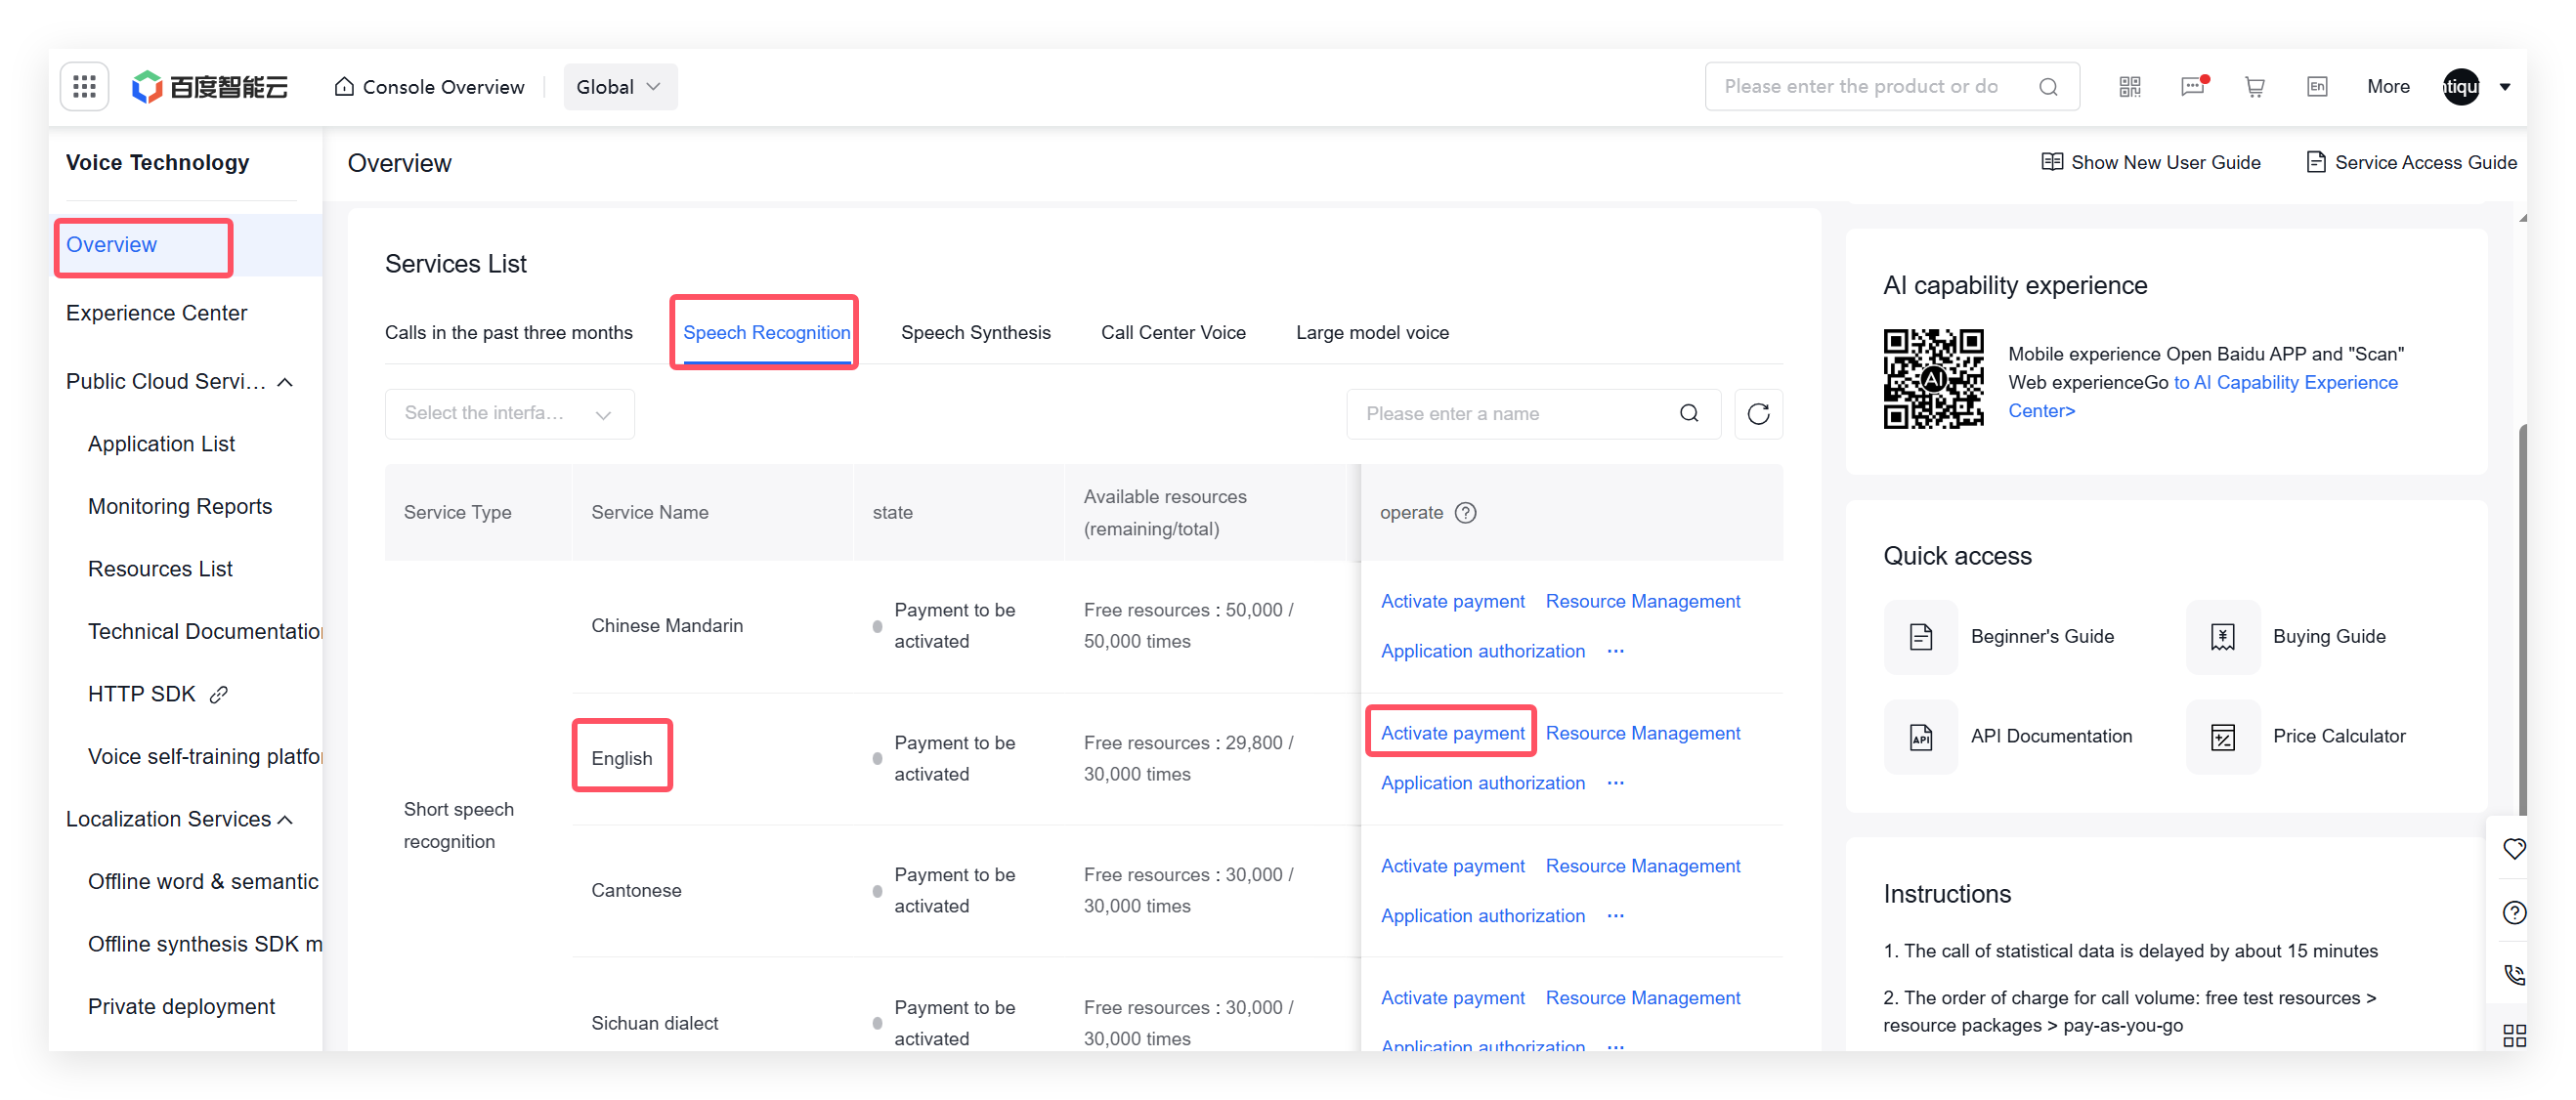 百度智能云
Console Overview
Global
Please enter the product or do
En
More
ntiqu
Voice Technology
Overview
Show New User Guide
Service Access Guide
Overview
Experience Center
Public Cloud Servi...
Application List
Monitoring Reports
Resources List
Technical Documentation
HTTP SDK
Voice self-training platfo
Localization Services
Offline word & semantic
Offline synthesis SDK m
Private deployment
Services List
Calls in the past three months
Speech Recognition
Speech Synthesis
Call Center Voice
Large model voice
Select the interfa...
Please enter a name
Service Type
Service Name
state
Available resources
(remaining/total)
operate ?
Short speech
recognition
Chinese Mandarin
Payment to be
activated
Free resources : 50,000 /
50,000 times
Activate payment Resource Management
Application authorization ...
English
Payment to be
activated
Free resources : 29,800 /
30,000 times
Activate payment Resource Management
Application authorization ...
Cantonese
Payment to be
activated
Free resources : 30,000 /
30,000 times
Activate payment Resource Management
Application authorization ...
Sichuan dialect
Payment to be
activated
Free resources : 30,000 /
30,000 times
Activate payment Resource Management
Application authorization ...
AI capability experience
AI
Mobile experience Open Baidu APP and "Scan"
Web experienceGo to AI Capability Experience
Center>
Quick access
Beginner's Guide
¥
Buying Guide
API
API Documentation
Price Calculator
Instructions
1. The call of statistical data is delayed by about 15 minutes
2. The order of charge for call volume: free test resources >
resource packages > pay-as-you-go